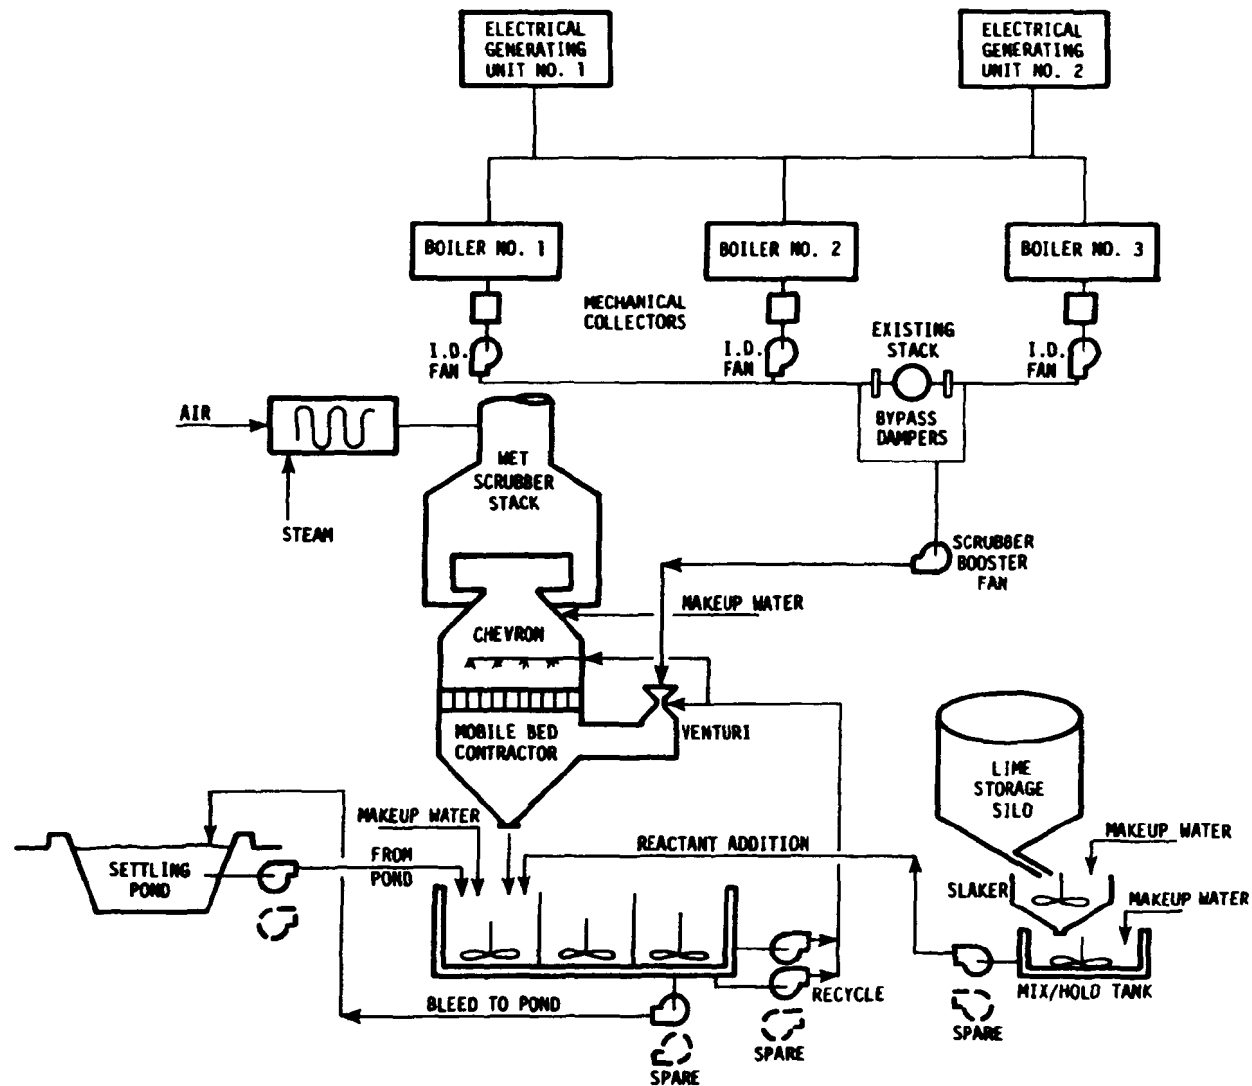 ELECTRICAL
GENERATING
UNIT NO. 1
ELECTRICAL
GENERATING
UNIT NO. 2
BOILER NO. 1
BOILER NO. 2
BOILER NO. 3
MECHANICAL
COLLECTORS
I.D.
FAN
I.D.
FAN
EXISTING
STACK
I.D.
FAN
BYPASS
DAMPERS
AIR
STEAM
WET
SCRUBBER
STACK
SCRUBBER
BOOSTER
FAN
MAKEUP WATER
CHEVRON
MOBILE BED
CONTRACTOR
VENTURI
LIME
STORAGE
SILO
MAKEUP WATER
SLAKER
MAKEUP WATER
MIX/HOLD TANK
SPARE
MAKEUP WATER
REACTANT ADDITION
FROM
POND
SETTLING
POND
RECYCLE
SPARE
BLEED TO POND
SPARE